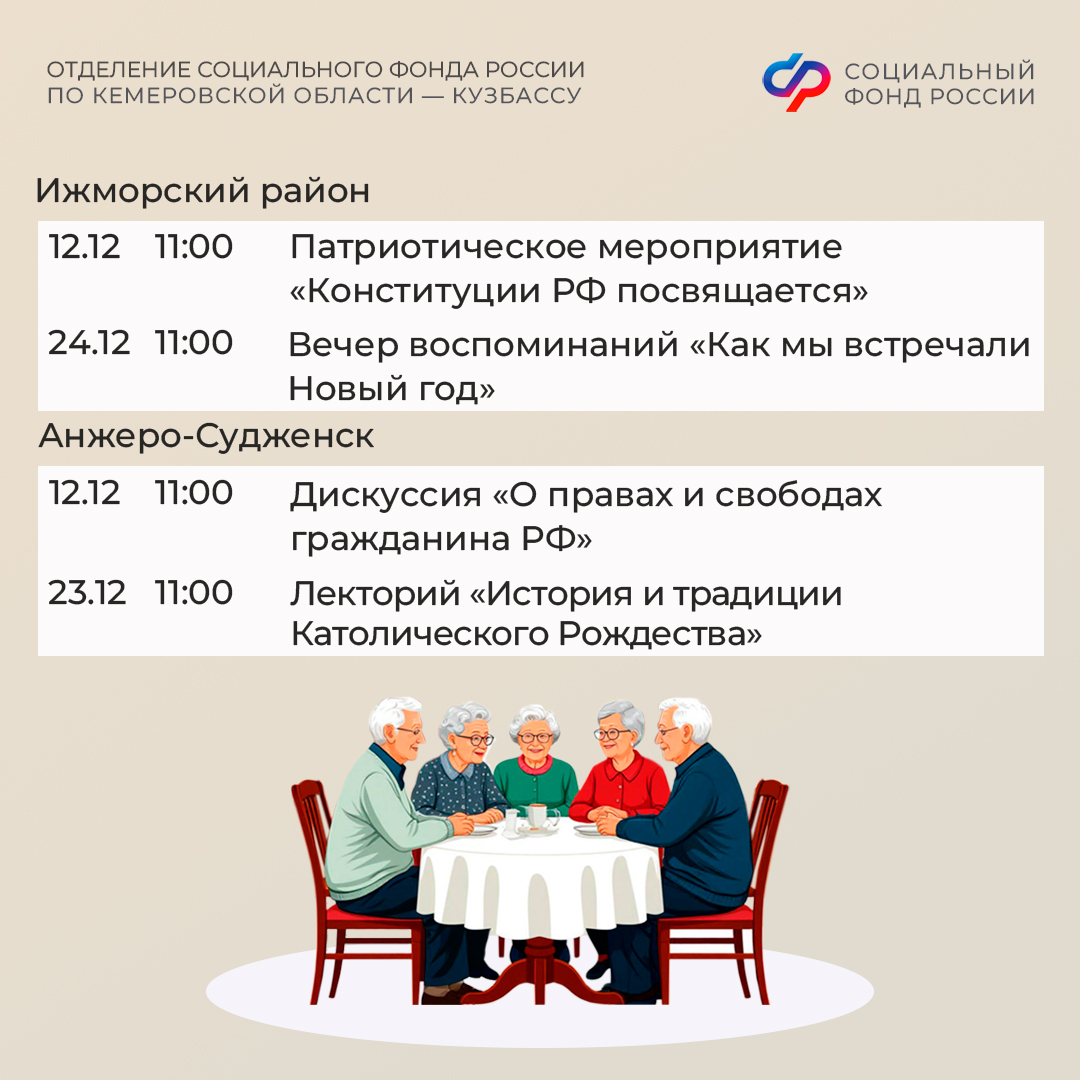 ОТДЕЛЕНИЕ СОЦИАЛЬНОГО ФОНДА РОССИИ
ПО КЕМЕРОВСКОЙ ОБЛАСТИ — КУЗБАССУ
СОЦИАЛЬНЫЙ
ФОНД РОССИИ
Ижморский район
12.12 11:00 Патриотическое мероприятие
«Конституции РФ посвящается»
24.12 11:00 Вечер воспоминаний «Как мы встречали
Новый год»
Анжеро-Судженск
12.12 11:00 Дискуссия «О правах и свободах
гражданина РФ»
23.12 11:00 Лекторий «История и традиции
Католического Рождества»